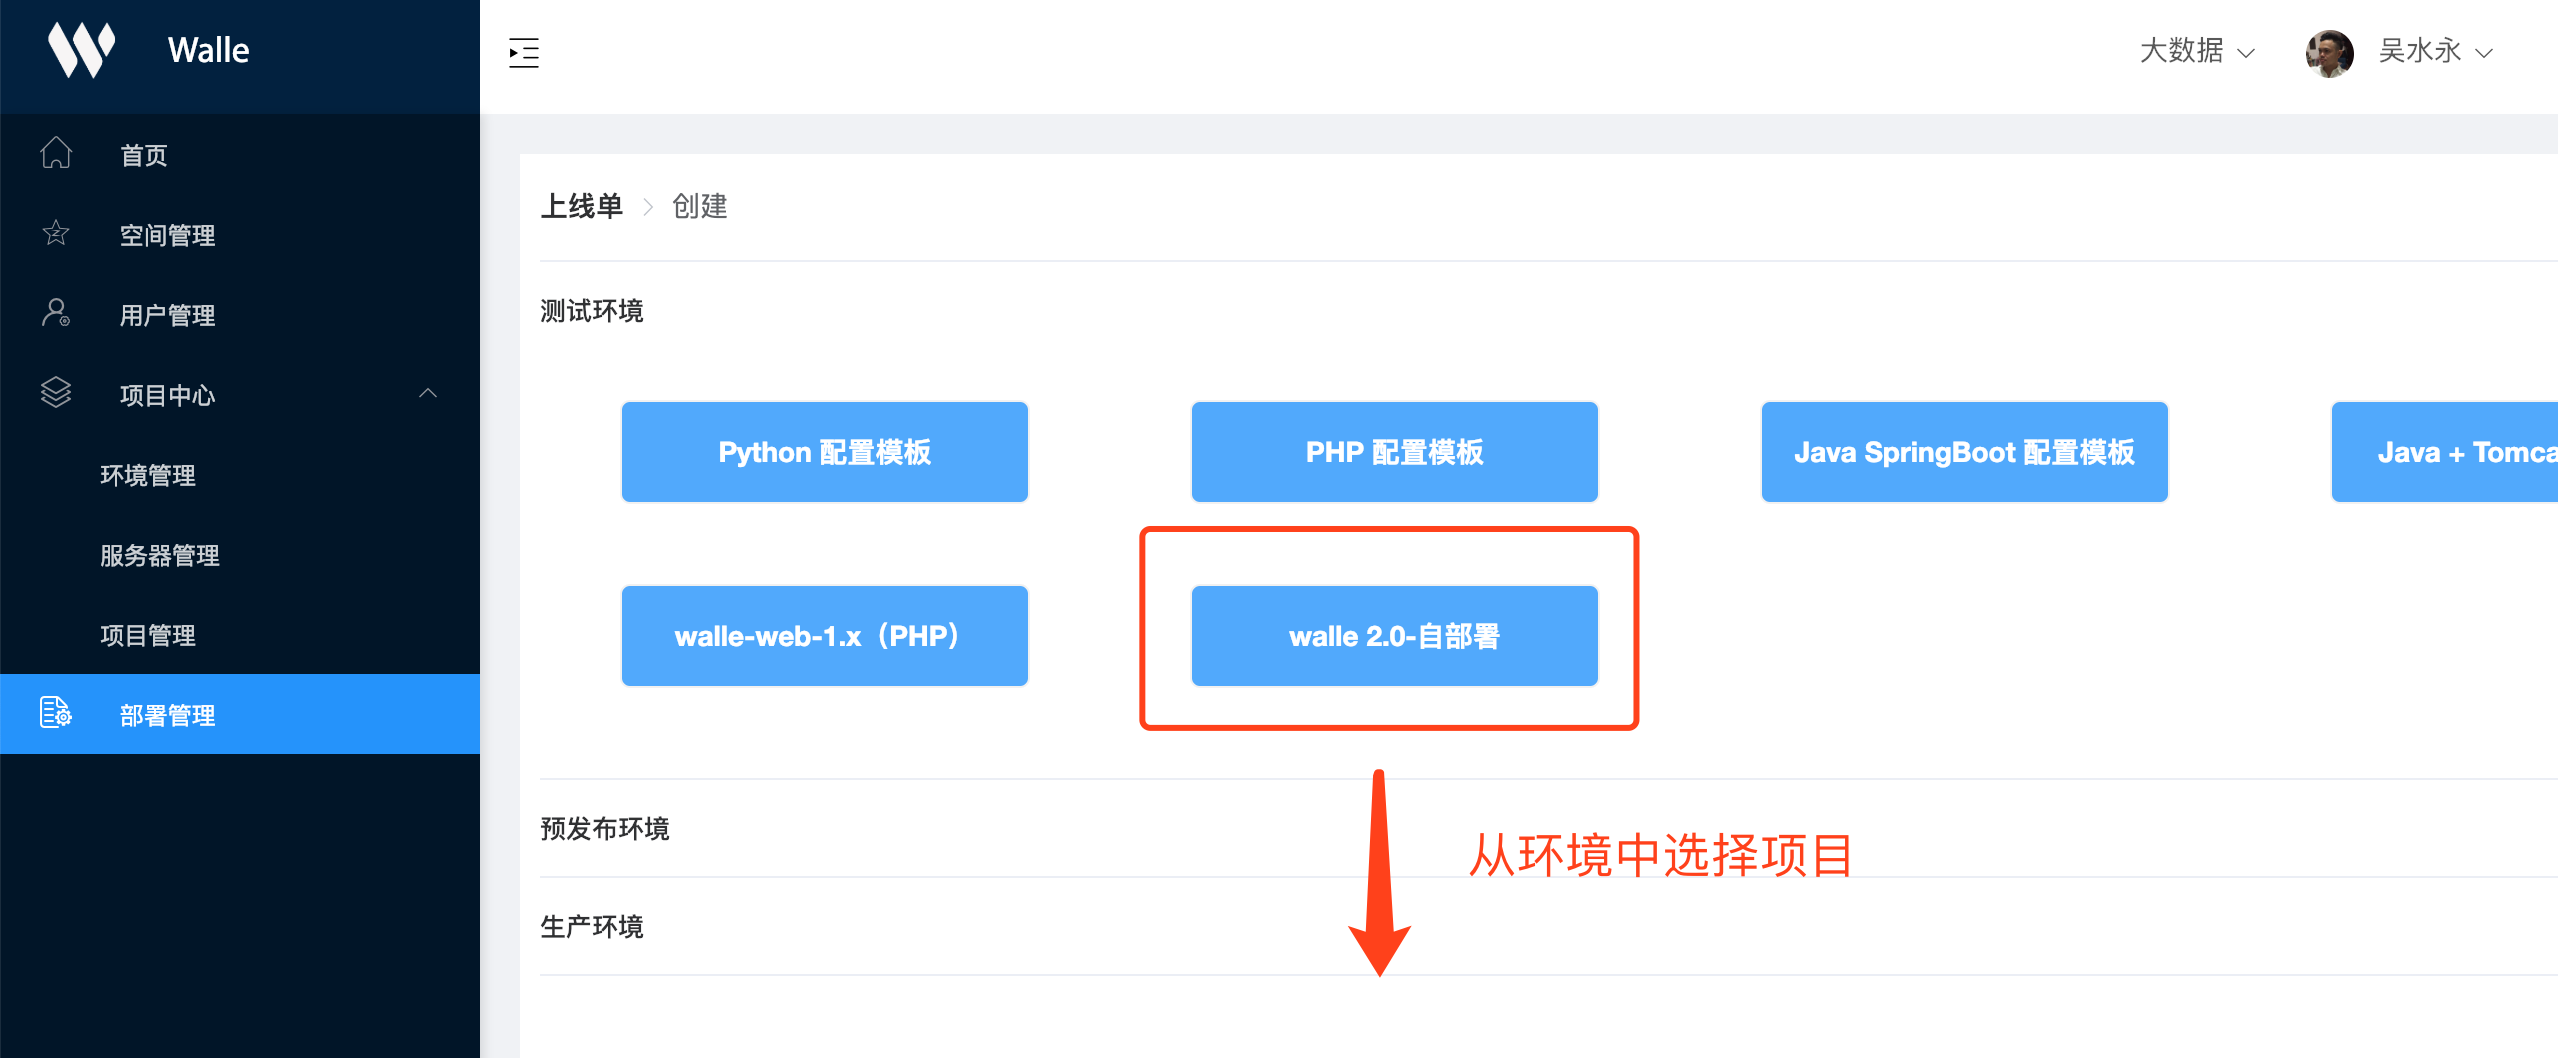 Walle
大数据
吴水永
首页
空间管理
用户管理
项目中心
环境管理
服务器管理
项目管理
部署管理
上线单 > 创建
测试环境
Python 配置模板
PHP 配置模板
Java SpringBoot 配置模板
Java + Tomca
walle-web-1.x（PHP）
walle 2.0-自部署
预发布环境
从环境中选择项目
生产环境